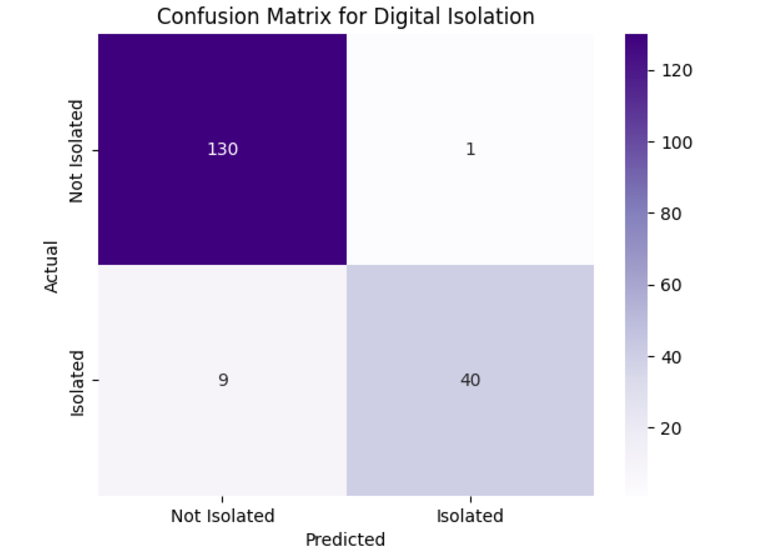 Confusion Matrix for Digital Isolation
Actual
Not Isolated
Isolated
130
1
9
40
Not Isolated
Isolated
Predicted
120
100
80
60
40
20